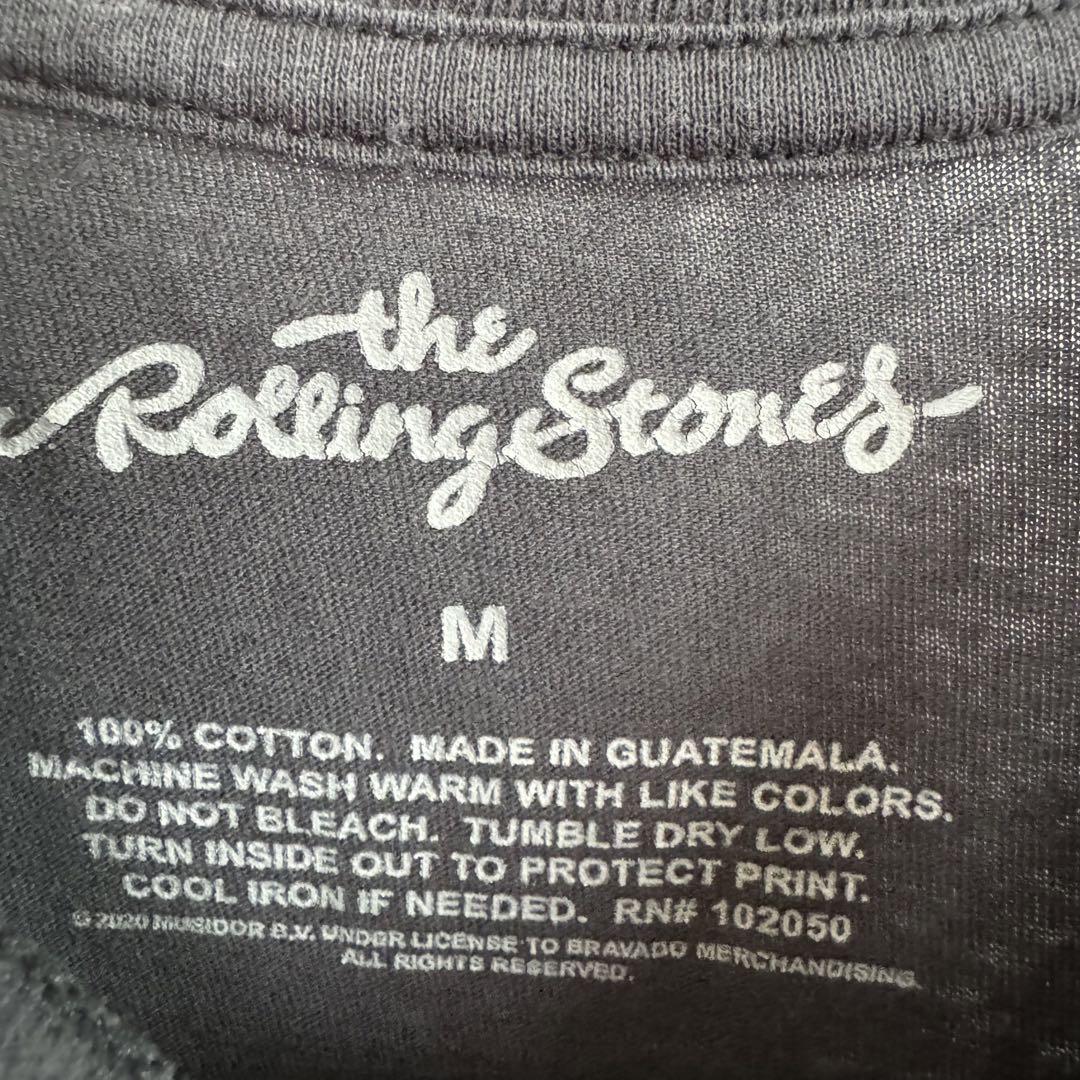 the
Rolling Stones
M
100% COTTON. MADE IN GUATEMALA.
MACHINE WASH WARM WITH LIKE COLORS.
DO NOT BLEACH. TUMBLE DRY LOW.
TURN INSIDE OUT TO PROTECT PRINT.
COOL IRON IF NEEDED. RN# 102050
© 2020 MUSIDOR B.V. UNDER LICENSE TO BRAVADO MERCHANDISING.
ALL RIGHTS RESERVED.